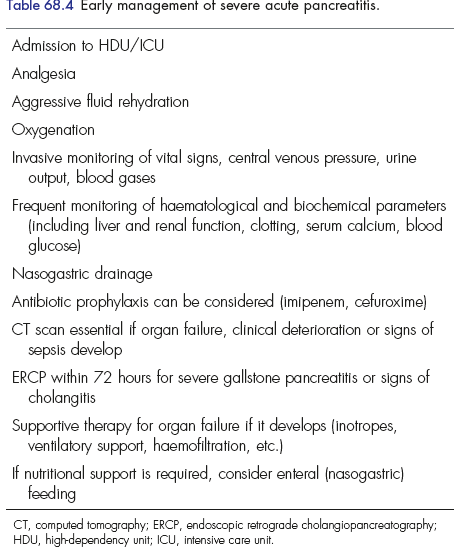 Table 68.4 Early management of severe acute pancreatitis.
Admission to HDU/ICU
Analgesia
Aggressive fluid rehydration
Oxygenation
Invasive monitoring of vital signs, central venous pressure, urine
output, blood gases
Frequent monitoring of haematological and biochemical parameters
(including liver and renal function, clotting, serum calcium, blood
glucose)
Nasogastric drainage
Antibiotic prophylaxis can be considered (imipenem, cefuroxime)
CT scan essential if organ failure, clinical deterioration or signs of
sepsis develop
ERCP within 72 hours for severe gallstone pancreatitis or signs of
cholangitis
Supportive therapy for organ failure if it develops (inotropes,
ventilatory support, haemofiltration, etc.)
If nutritional support is required, consider enteral (nasogastric)
feeding
CT, computed tomography; ERCP, endoscopic retrograde cholangiopancreatography;
HDU, high-dependency unit; ICU, intensive care unit.